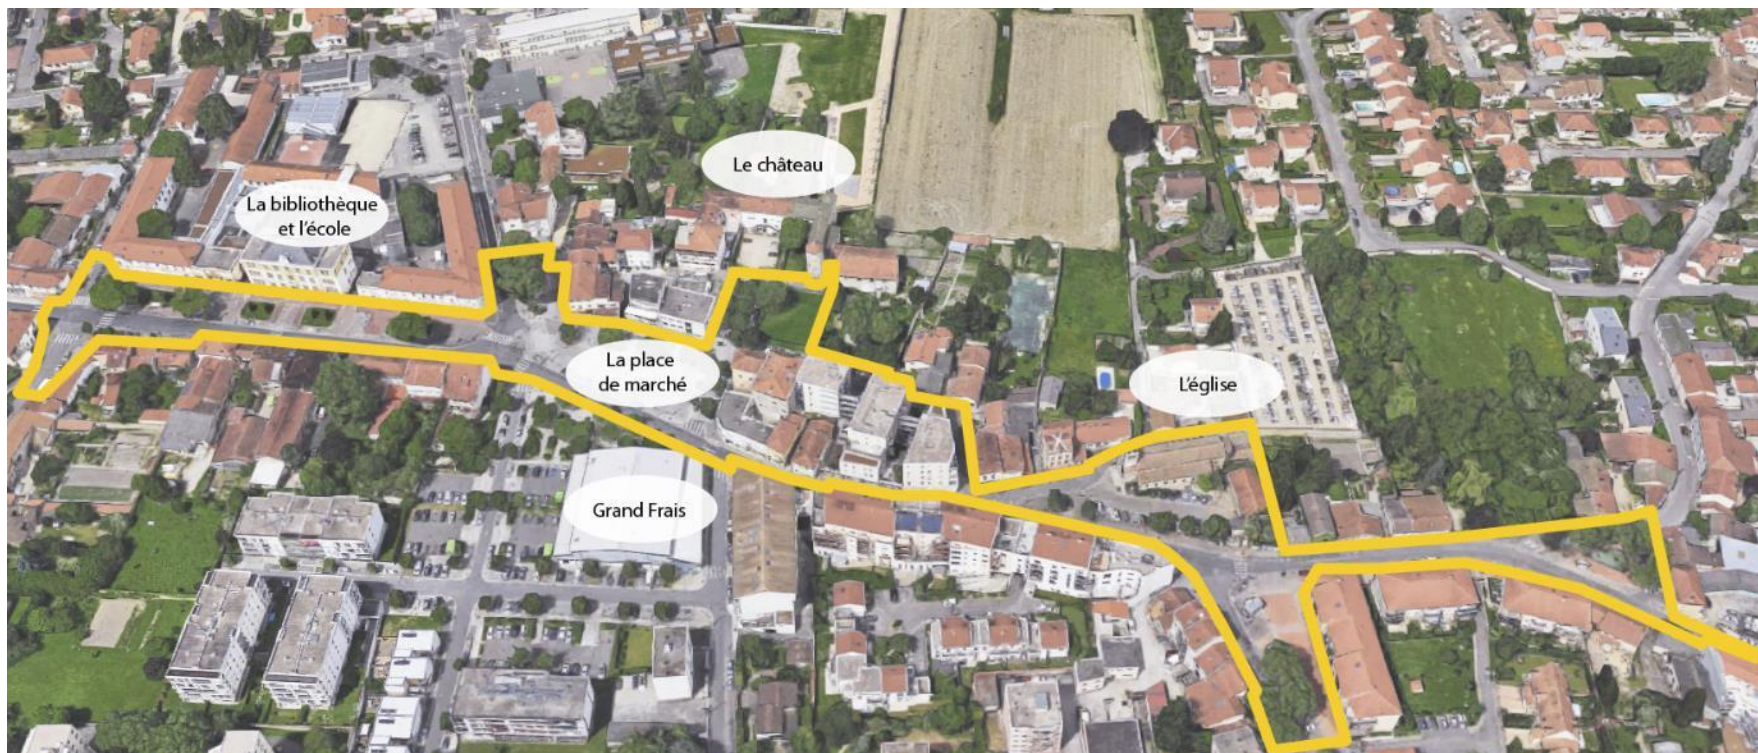 Le château
La bibliothèque
et l'école
La place
de marché
L'église
Grand Frais